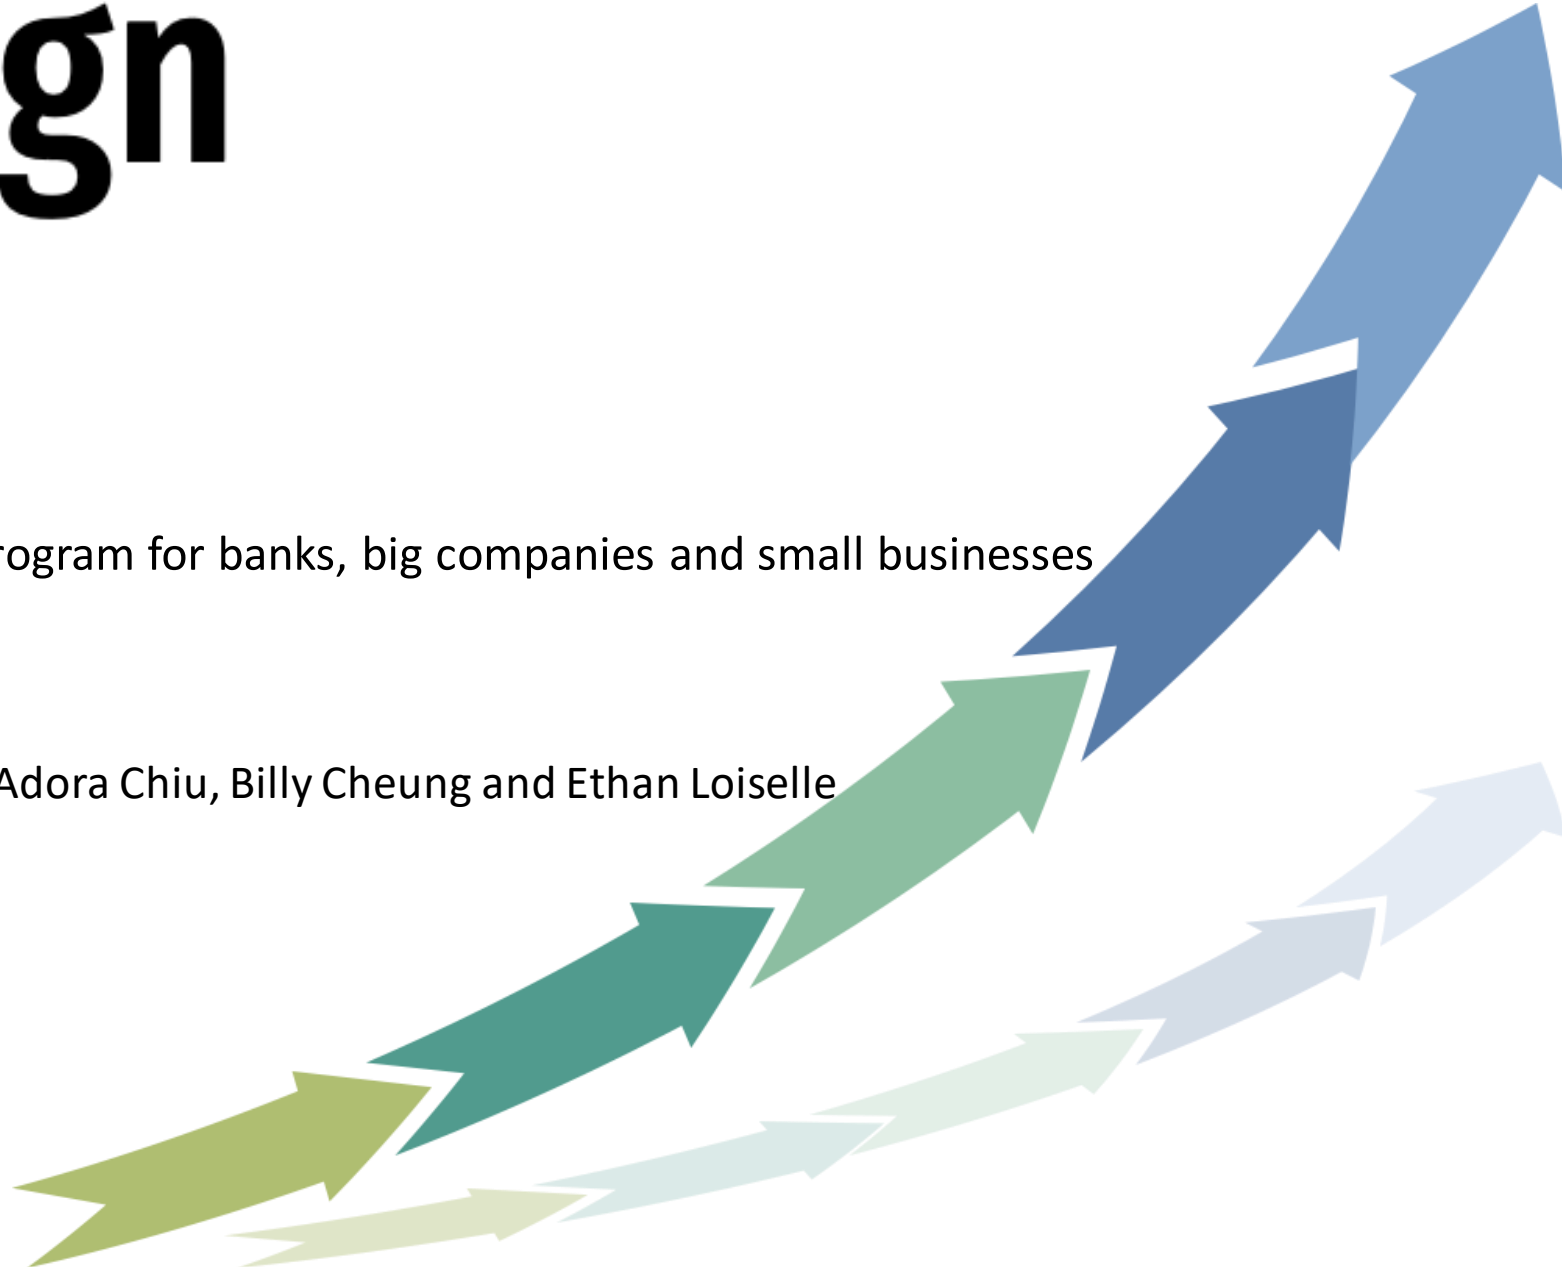 gn
rogram for banks, big companies and small businesses
Adora Chiu, Billy Cheung and Ethan Loiselle